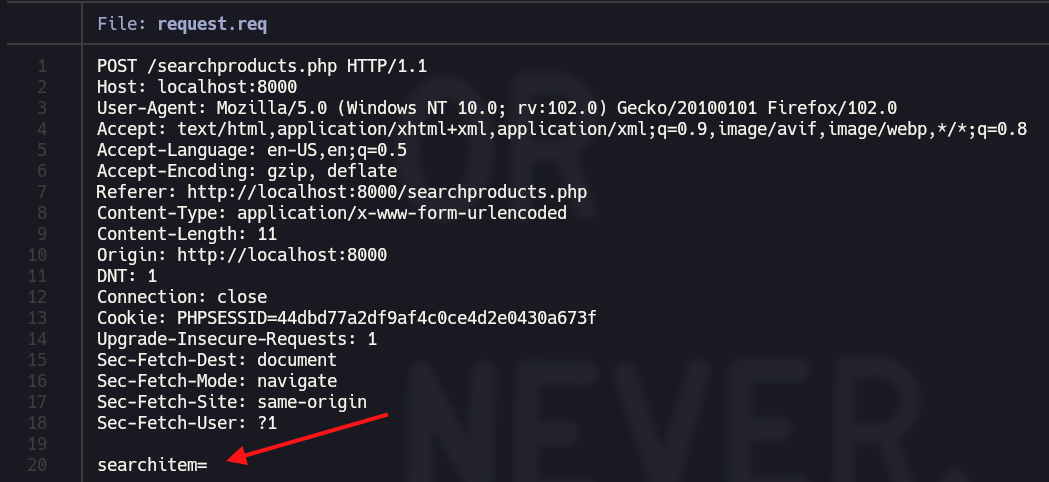 File: request.req
1 POST /searchproducts.php HTTP/1.1
2 Host: localhost:8000
3 User-Agent: Mozilla/5.0 (Windows NT 10.0; rv:102.0) Gecko/20100101 Firefox/102.0
4 Accept: text/html,application/xhtml+xml,application/xml;q=0.9,image/avif,image/webp,*/*;q=0.8
5 Accept-Language: en-US,en;q=0.5
6 Accept-Encoding: gzip, deflate
7 Referer: http://localhost:8000/searchproducts.php
8 Content-Type: application/x-www-form-urlencoded
9 Content-Length: 11
10 Origin: http://localhost:8000
11 DNT: 1
12 Connection: close
13 Cookie: PHPSESSID=44dbd77a2df9af4c0ce4d2e0430a673f
14 Upgrade-Insecure-Requests: 1
15 Sec-Fetch-Dest: document
16 Sec-Fetch-Mode: navigate
17 Sec-Fetch-Site: same-origin
18 Sec-Fetch-User: ?1
19
20 searchitem=
OR
NEVER.